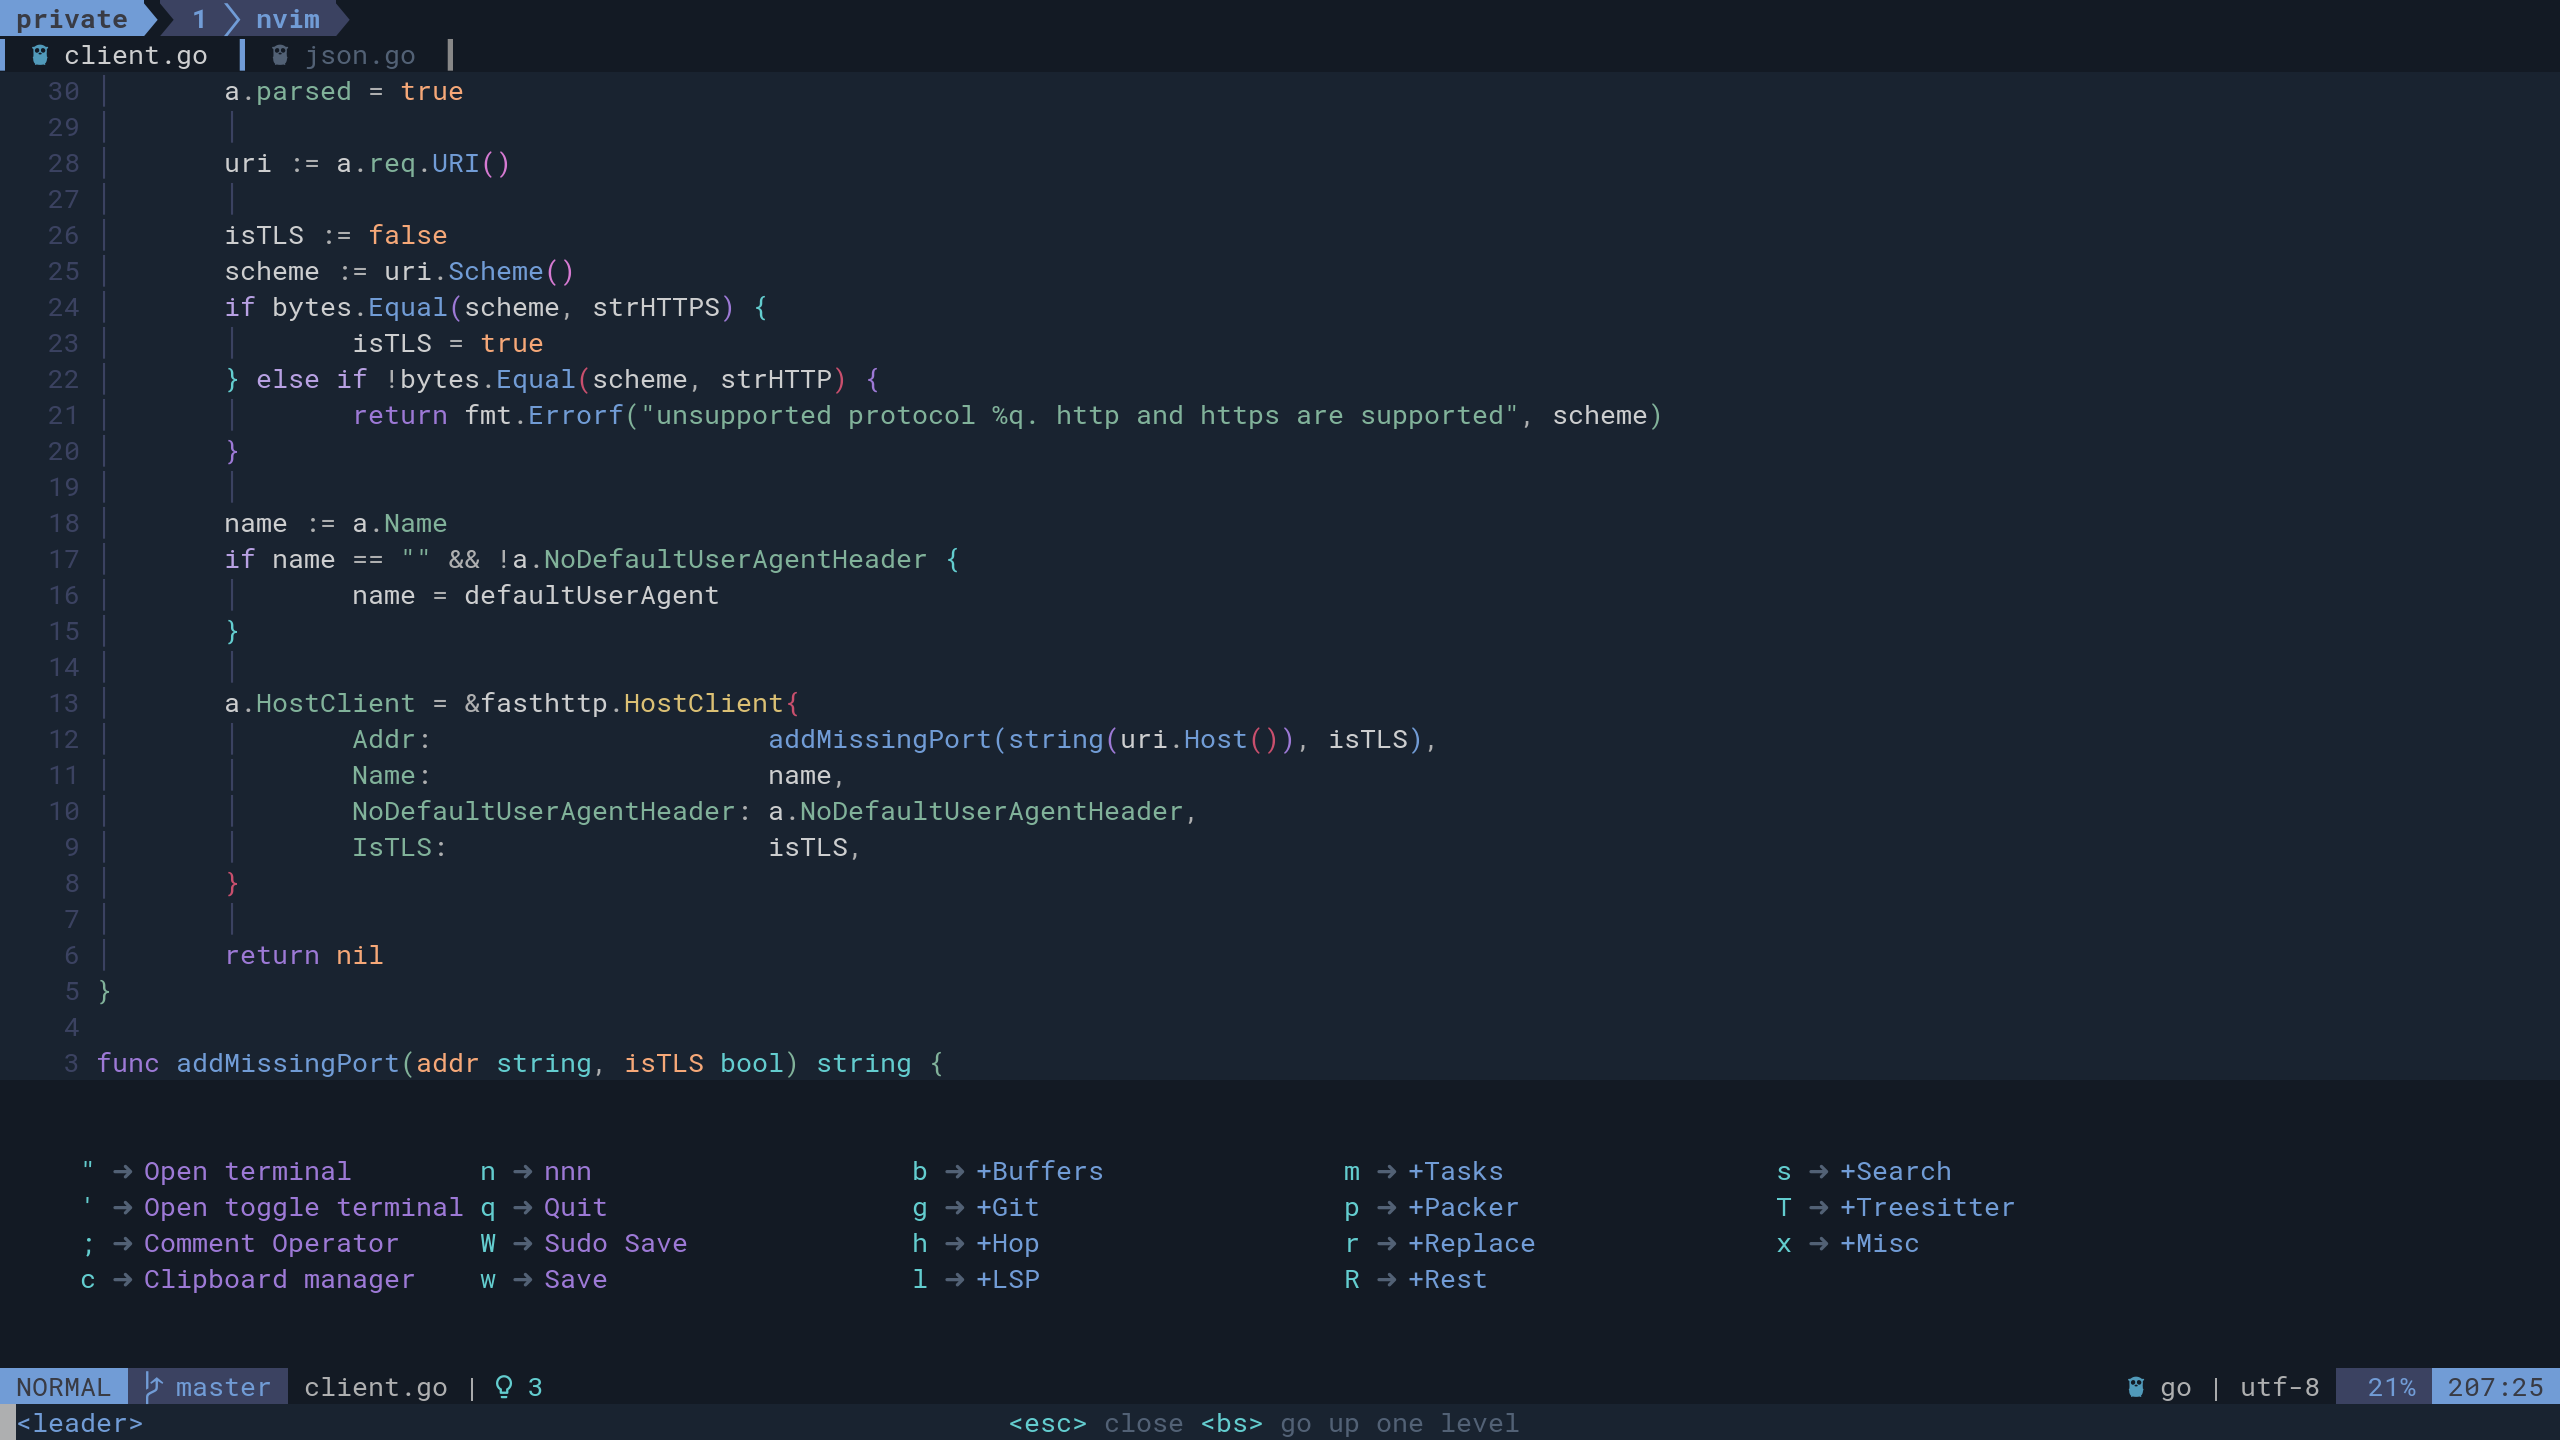 private 1 nvim
client.go json.go
30 a.parsed = true
29
28 uri := a.req.URI()
27
26 isTLS := false
25 scheme := uri.Scheme()
24 if bytes.Equal(scheme, strHTTPS) {
23 isTLS = true
22 } else if !bytes.Equal(scheme, strHTTP) {
21 return fmt.Errorf("unsupported protocol %q. http and https are supported", scheme)
20 }
19
18 name := a.Name
17 if name == "" && !a.NoDefaultUserAgentHeader {
16 name = defaultUserAgent
15 }
14
13 a.HostClient = &fasthttp.HostClient{
12 Addr: addMissingPort(string(uri.Host()), isTLS),
11 Name: name,
10 NoDefaultUserAgentHeader: a.NoDefaultUserAgentHeader,
9 IsTLS: isTLS,
8 }
7
6 return nil
5 }
4
3 func addMissingPort(addr string, isTLS bool) string {
" ➜ Open terminal n ➜ nnn b ➜ +Buffers m ➜ +Tasks s ➜ +Search
' ➜ Open toggle terminal q ➜ Quit g ➜ +Git p ➜ +Packer T ➜ +Treesitter
; ➜ Comment Operator W ➜ Sudo Save h ➜ +Hop r ➜ +Replace x ➜ +Misc
c ➜ Clipboard manager w ➜ Save l ➜ +LSP R ➜ +Rest
NORMAL master client.go | 3 go | utf-8 21% 207:25
<leader> <esc> close <bs> go up one level